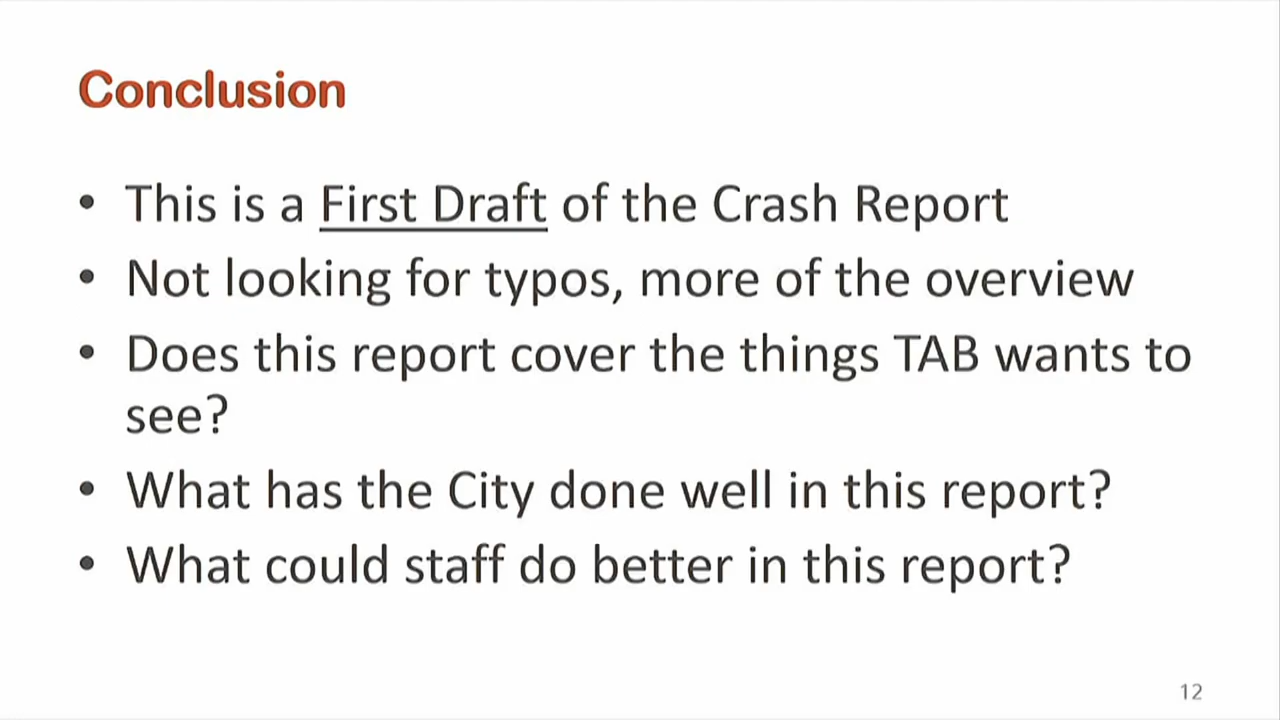 Conclusion
• This is a First Draft of the Crash Report
• Not looking for typos, more of the overview
• Does this report cover the things TAB wants to
see?
• What has the City done well in this report?
• What could staff do better in this report?
12